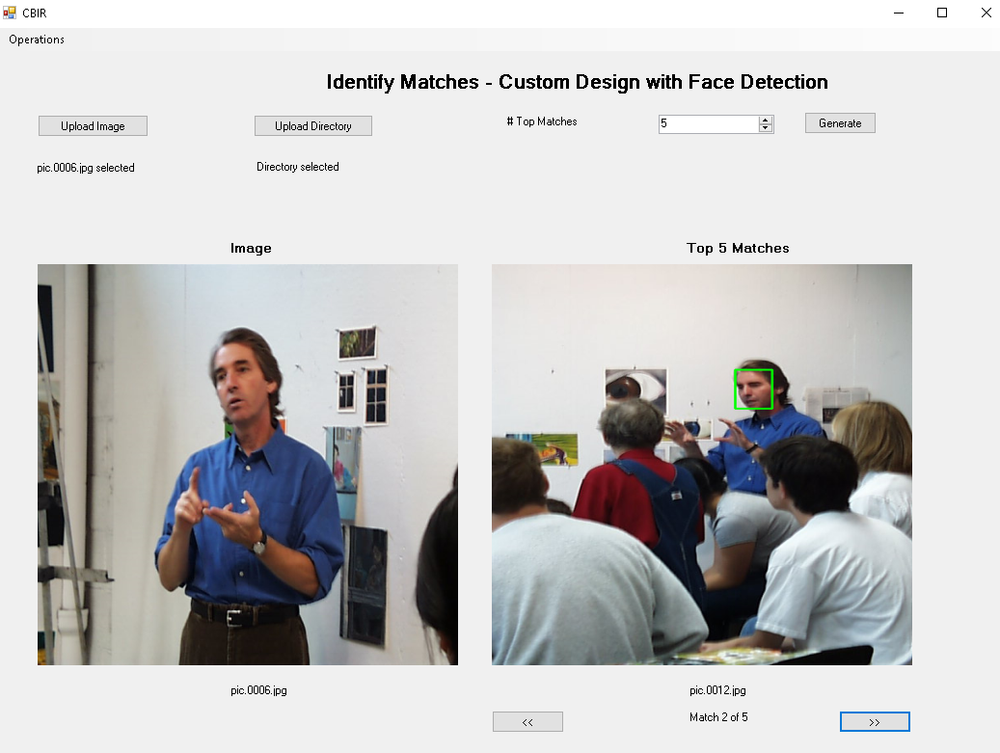 CBIR
Operations
Identify Matches - Custom Design with Face Detection
Upload Image
Upload Directory
# Top Matches
5
Generate
pic.0006.jpg selected
Directory selected
Image
Top 5 Matches
pic.0006.jpg
pic.0012.jpg
<<
Match 2 of 5
>>